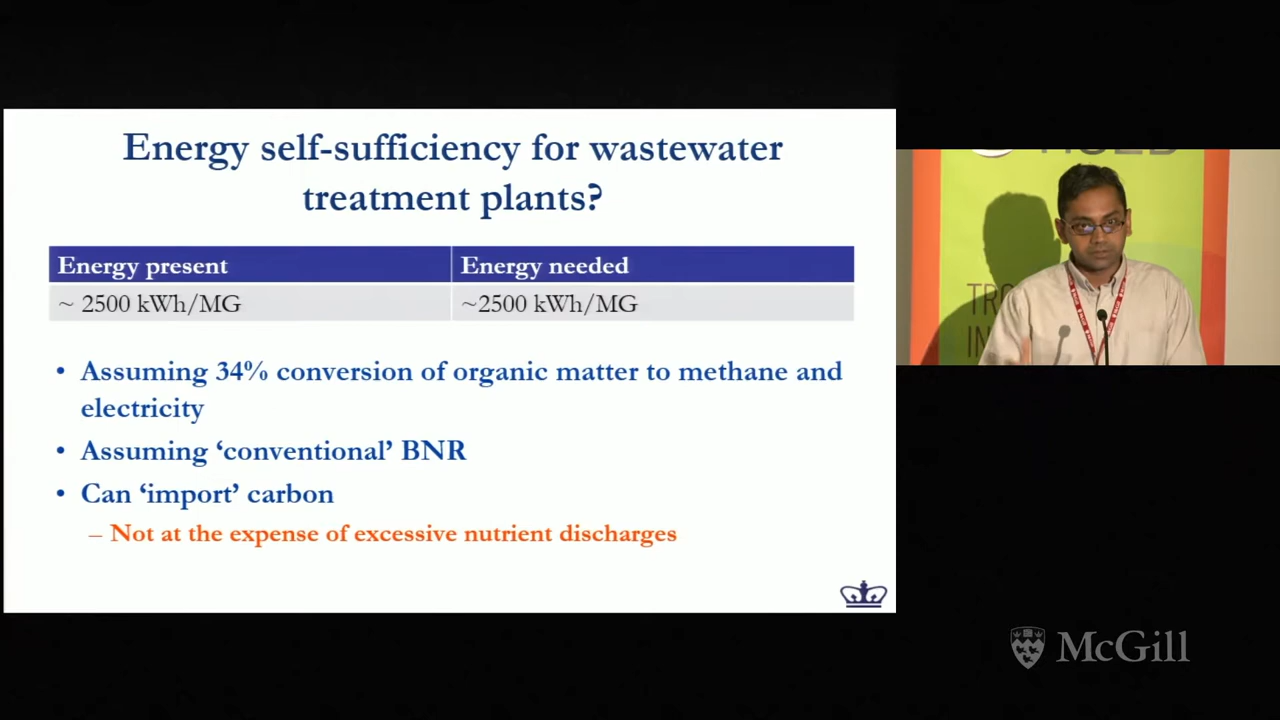 Energy self-sufficiency for wastewater
treatment plants?
Energy present
Energy needed
~ 2500 kWh/MG
~2500 kWh/MG
• Assuming 34% conversion of organic matter to methane and
electricity
• Assuming ‘conventional’ BNR
• Can ‘import’ carbon
– Not at the expense of excessive nutrient discharges
McGill